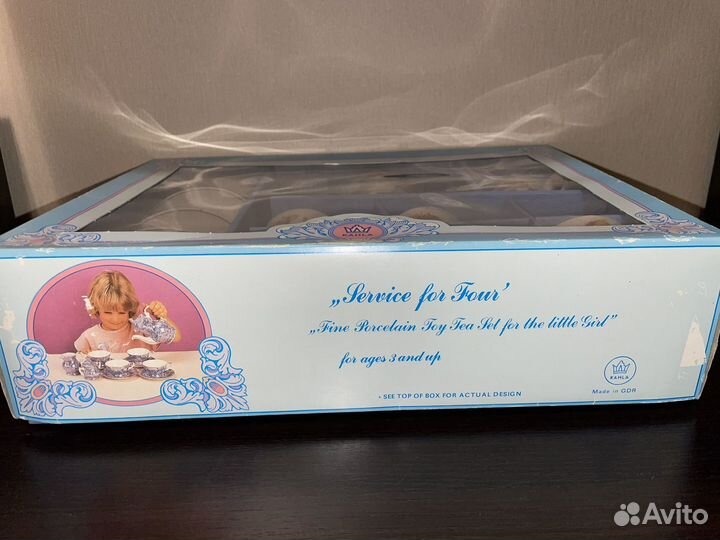 KAHLA
„Service for Four’
„Fine Porcelain Toy Tea Set for the little Girl”
for ages 3 and up
KAHLA
Made in GDR
• SEE TOP OF BOX FOR ACTUAL DESIGN
Avito